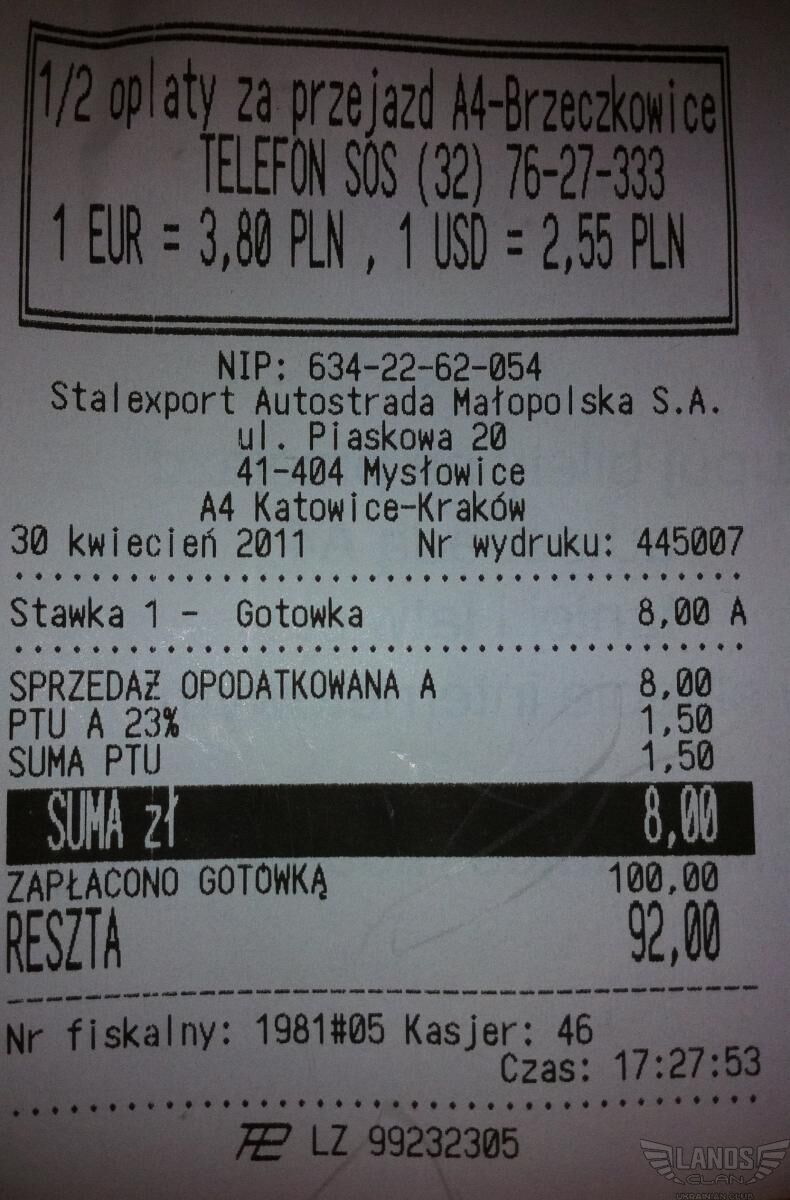 1/2 oplaty za przejazd A4-Brzeczkowice
TELEFON SOS (32) 76-27-333
1 EUR = 3,80 PLN , 1 USD = 2,55 PLN
NIP: 634-22-62-054
Stalexport Autostrada Małopolska S.A.
ul. Piaskowa 20
41-404 Mysłowice
A4 Katowice-Kraków
30 kwiecień 2011 Nr wydruku: 445007
Stawka 1 - Gotowka 8,00 A
SPRZEDAŻ OPODATKOWANA A 8,00
PTU A 23% 1,50
SUMA PTU 1,50
SUMA zł 8,00
ZAPŁACONO GOTÓWKĄ 100,00
RESZTA 92,00
Nr fiskalny: 1981#05 Kasjer: 46
Czas: 17:27:53
LZ 99232305
LANOS
CLAN
UKRAINIAN CLUB